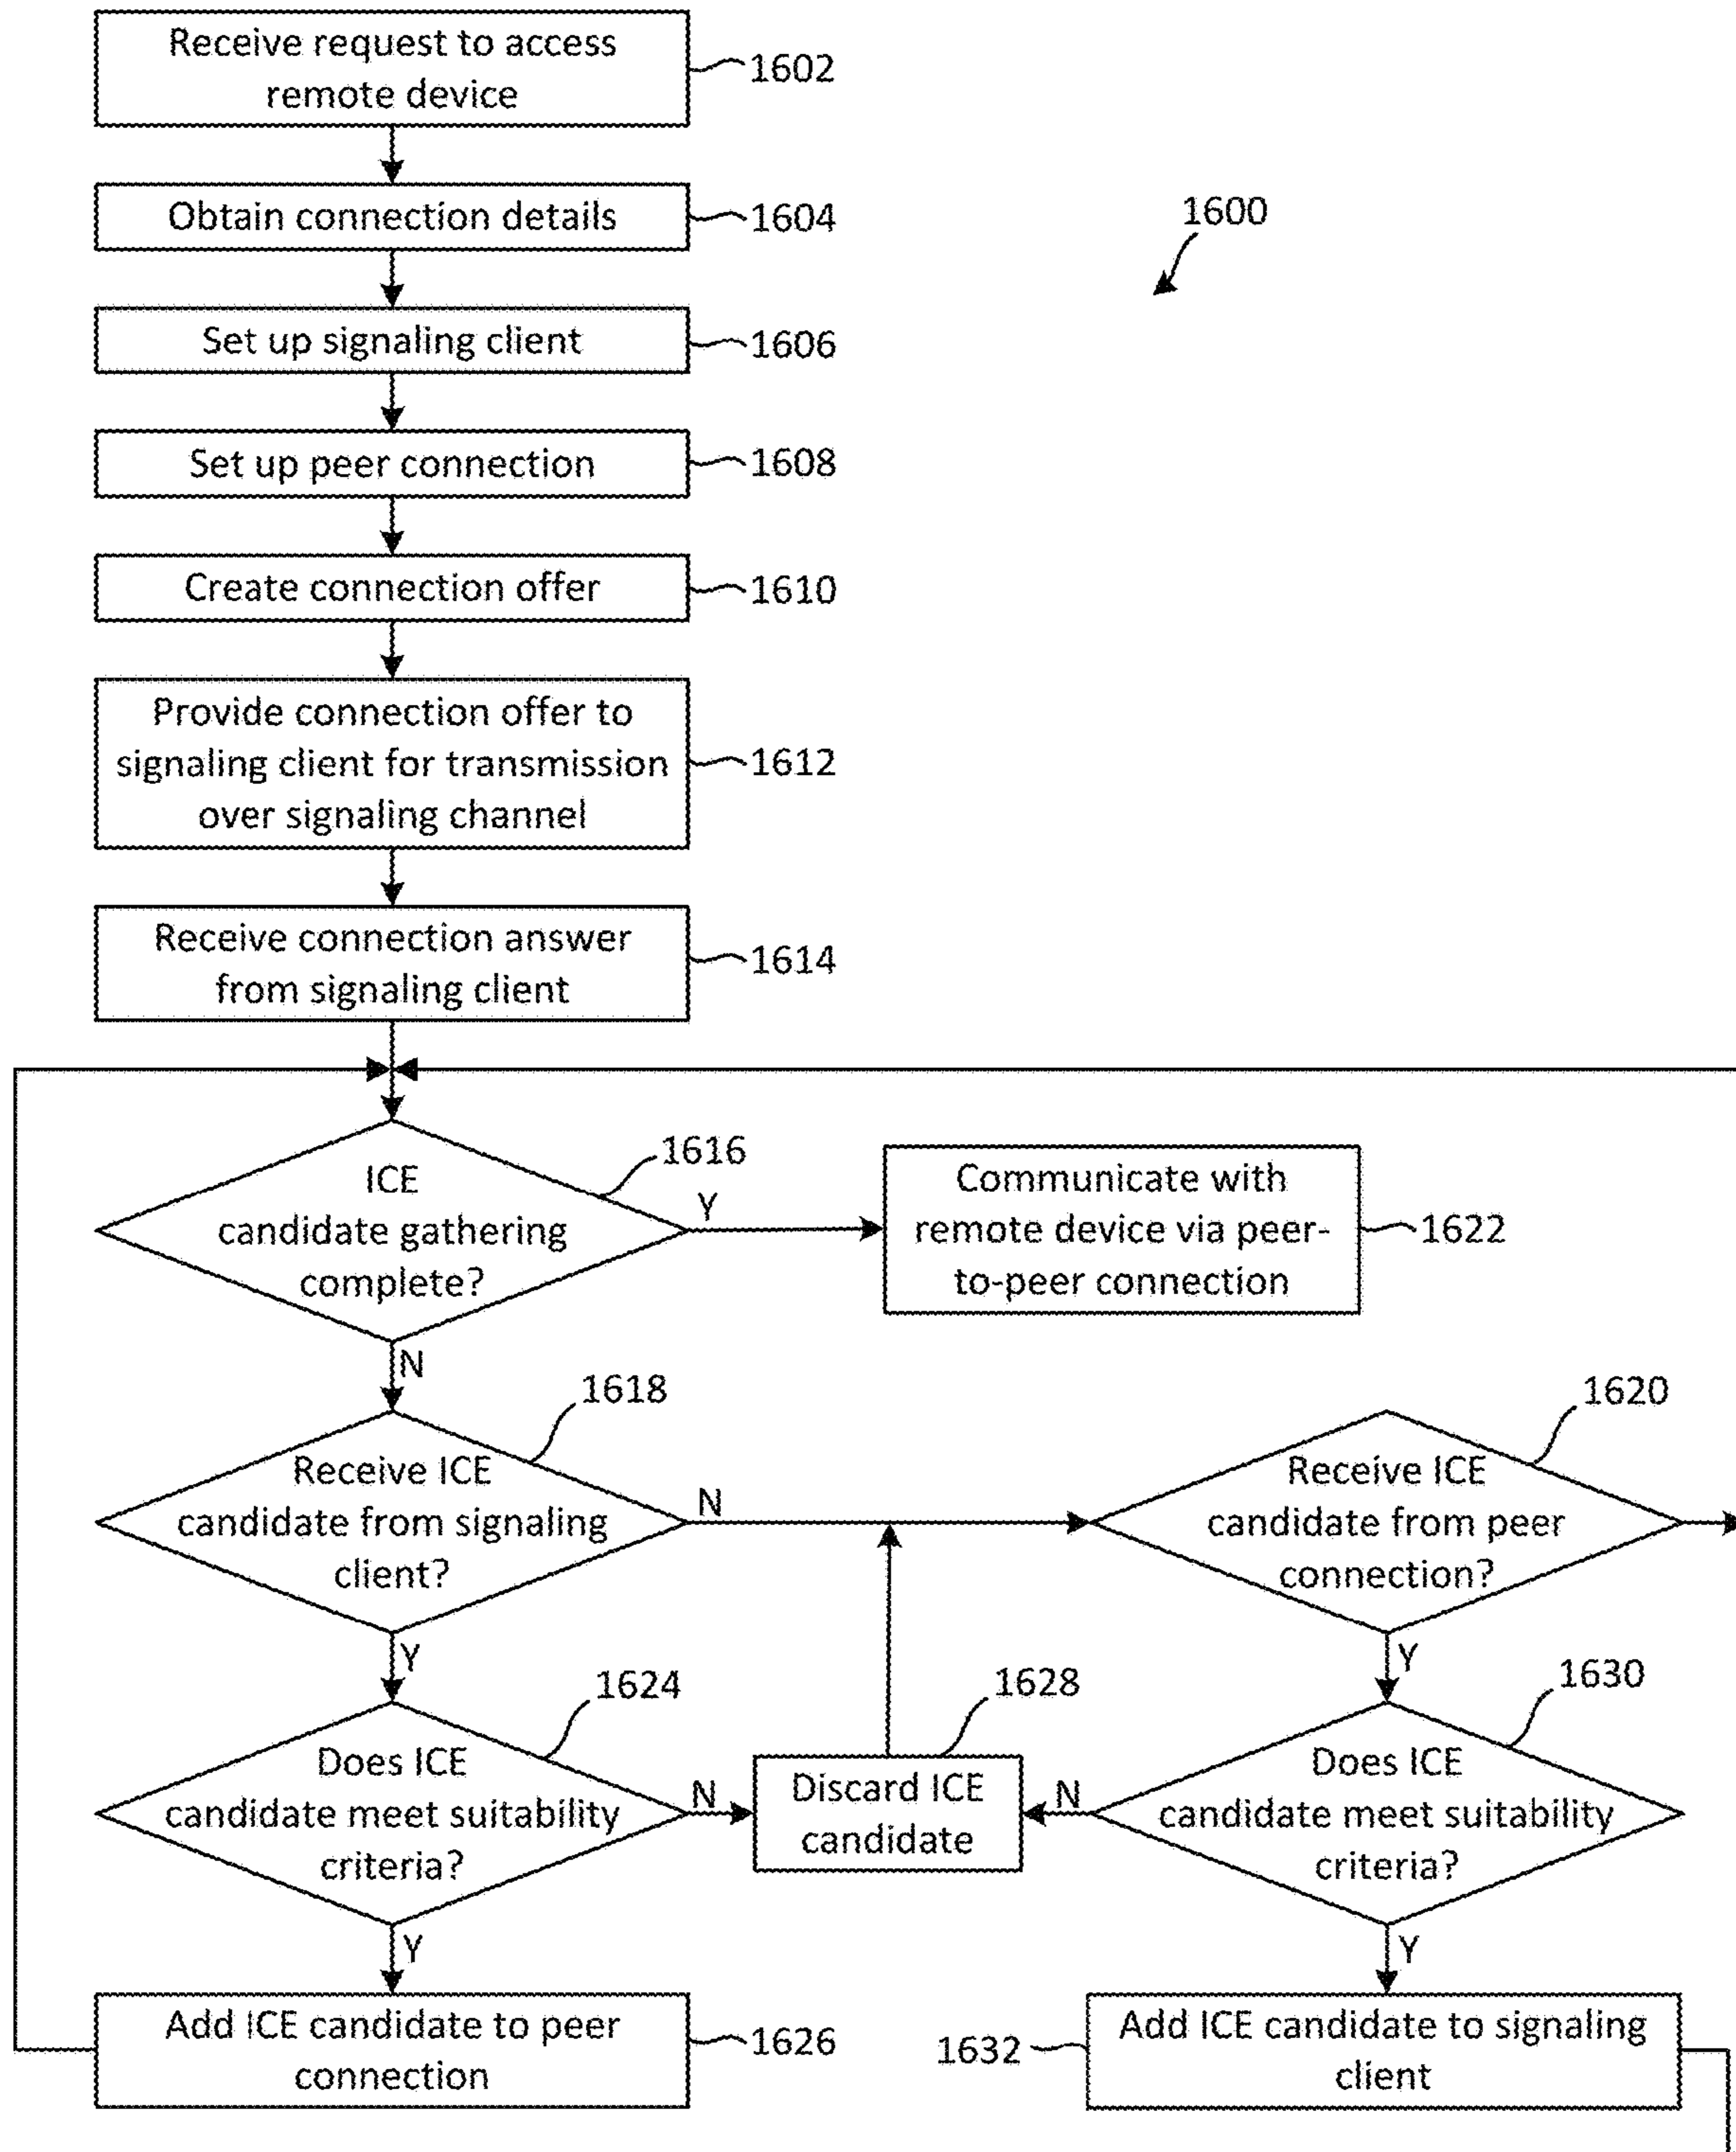 Receive request to access
remote device
1602
Obtain connection details
1604
1600
Set up signaling client
1606
Set up peer connection
1608
Create connection offer
1610
Provide connection offer to
signaling client for transmission
over signaling channel
1612
Receive connection answer
from signaling client
1614
ICE
candidate gathering
complete?
1616
Y
Communicate with
remote device via peer-
to-peer connection
1622
N
Receive ICE
candidate from signaling
client?
1618
N
Receive ICE
candidate from peer
connection?
1620
Y
Y
Does ICE
candidate meet suitability
criteria?
1624
N
Discard ICE
candidate
1628
N
Does ICE
candidate meet suitability
criteria?
1630
Y
Y
Add ICE candidate to peer
connection
1626
1632
Add ICE candidate to signaling
client